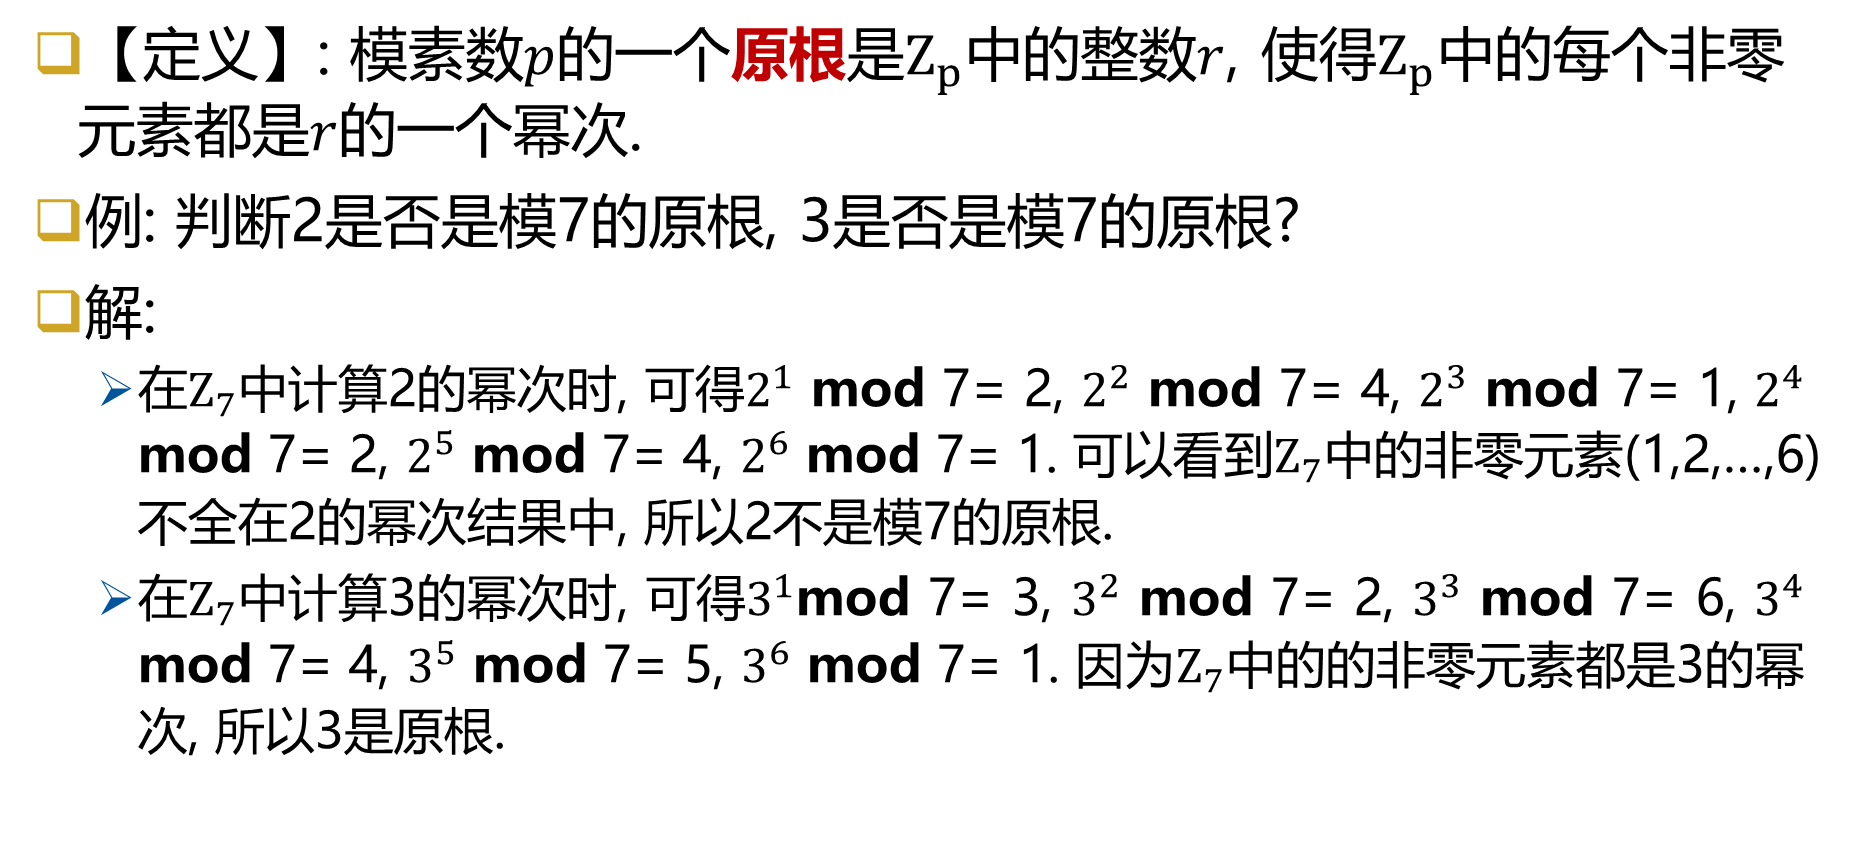 【定义】: 模素数p的一个原根是Zₚ中的整数r, 使得Zₚ中的每个非零
元素都是r的一个幂次.
例: 判断2是否是模7的原根, 3是否是模7的原根?
解:
在Z₇中计算2的幂次时, 可得2¹ mod 7= 2, 2² mod 7= 4, 2³ mod 7= 1, 2⁴
mod 7= 2, 2⁵ mod 7= 4, 2⁶ mod 7= 1. 可以看到Z₇中的非零元素(1,2,...,6)
不全在2的幂次结果中, 所以2不是模7的原根.
在Z₇中计算3的幂次时, 可得3¹mod 7= 3, 3² mod 7= 2, 3³ mod 7= 6, 3⁴
mod 7= 4, 3⁵ mod 7= 5, 3⁶ mod 7= 1. 因为Z₇中的的非零元素都是3的幂
次, 所以3是原根.